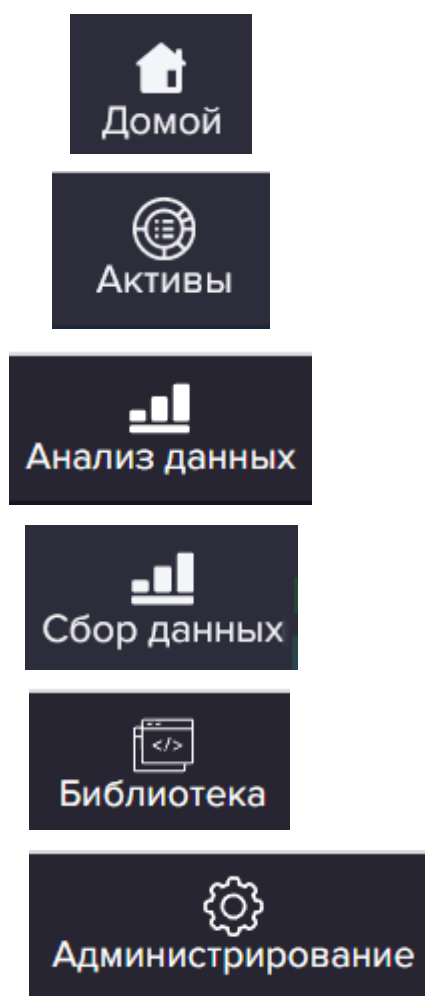 Домой
Активы
Анализ данных
Сбор данных
</>
Библиотека
Администрирование